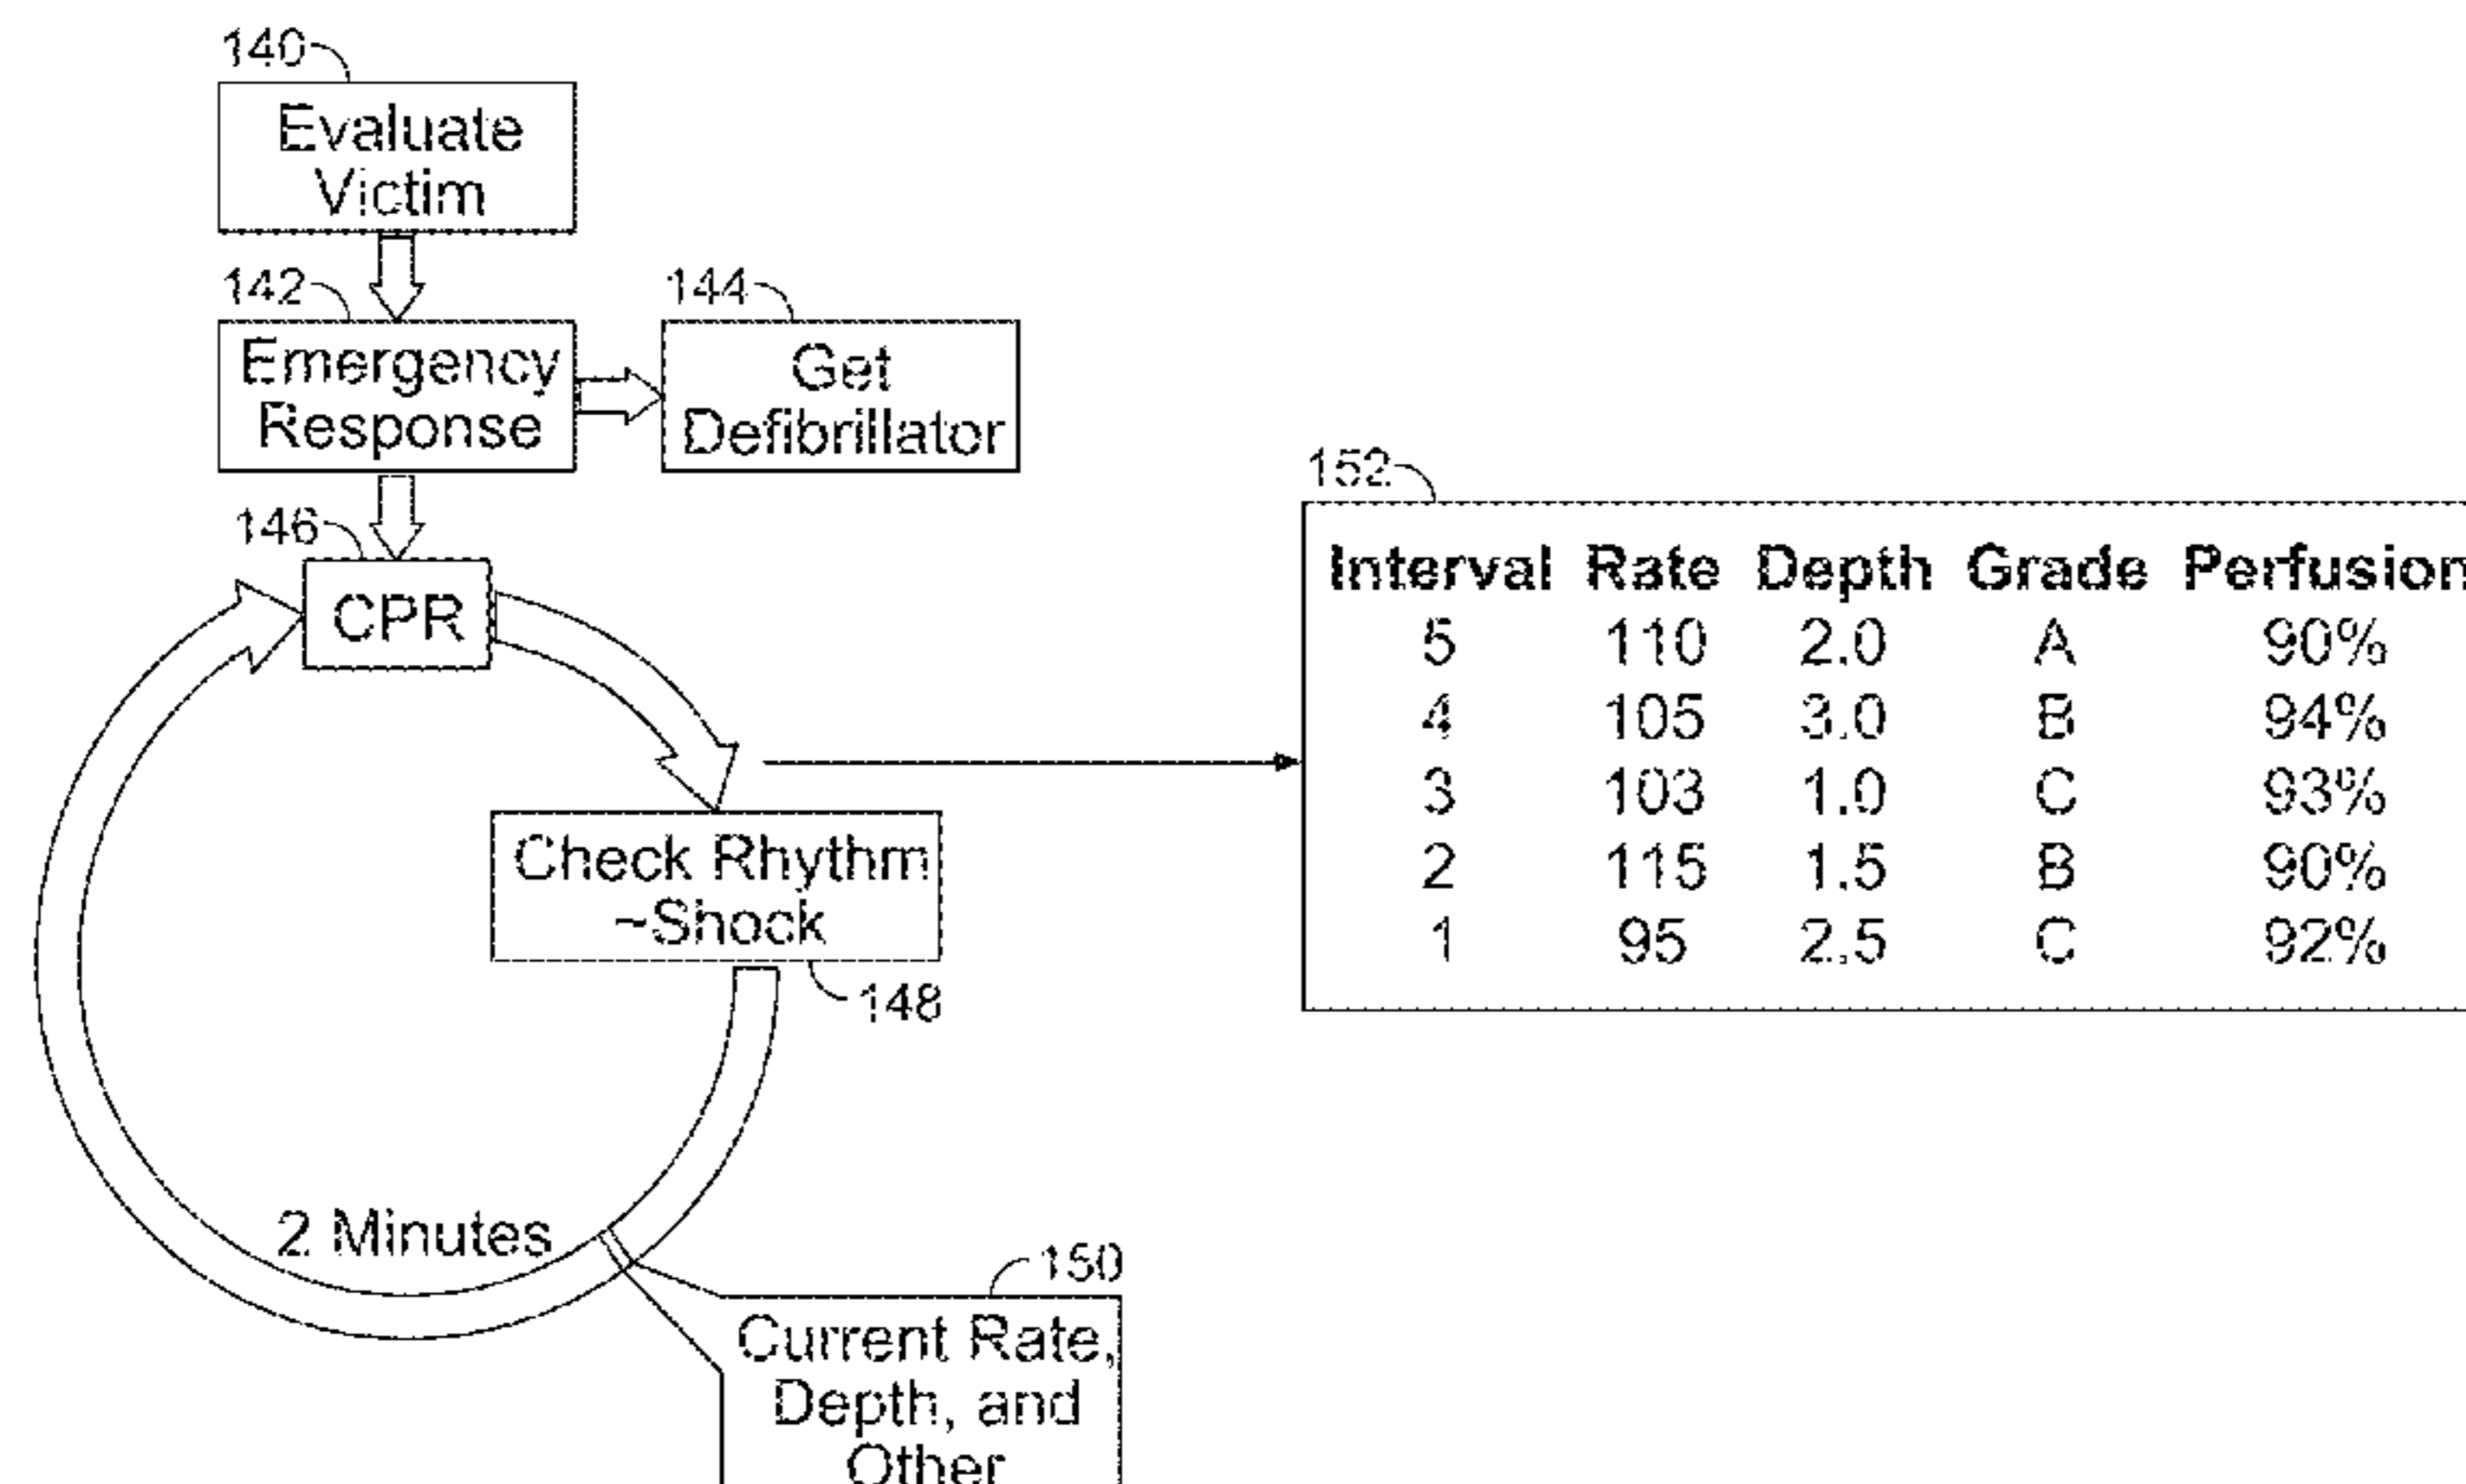 140
Evaluate
Victim
142
Emergency
Response
144
Get
Defibrillator
146
CPR
Check Rhythm
~Shock
148
2 Minutes
150
Current Rate,
Depth, and
Other
152
Interval Rate Depth Grade Perfusion
5 110 2.0 A 90%
4 105 3.0 B 94%
3 103 1.0 C 93%
2 115 1.5 B 90%
1 95 2.5 C 92%